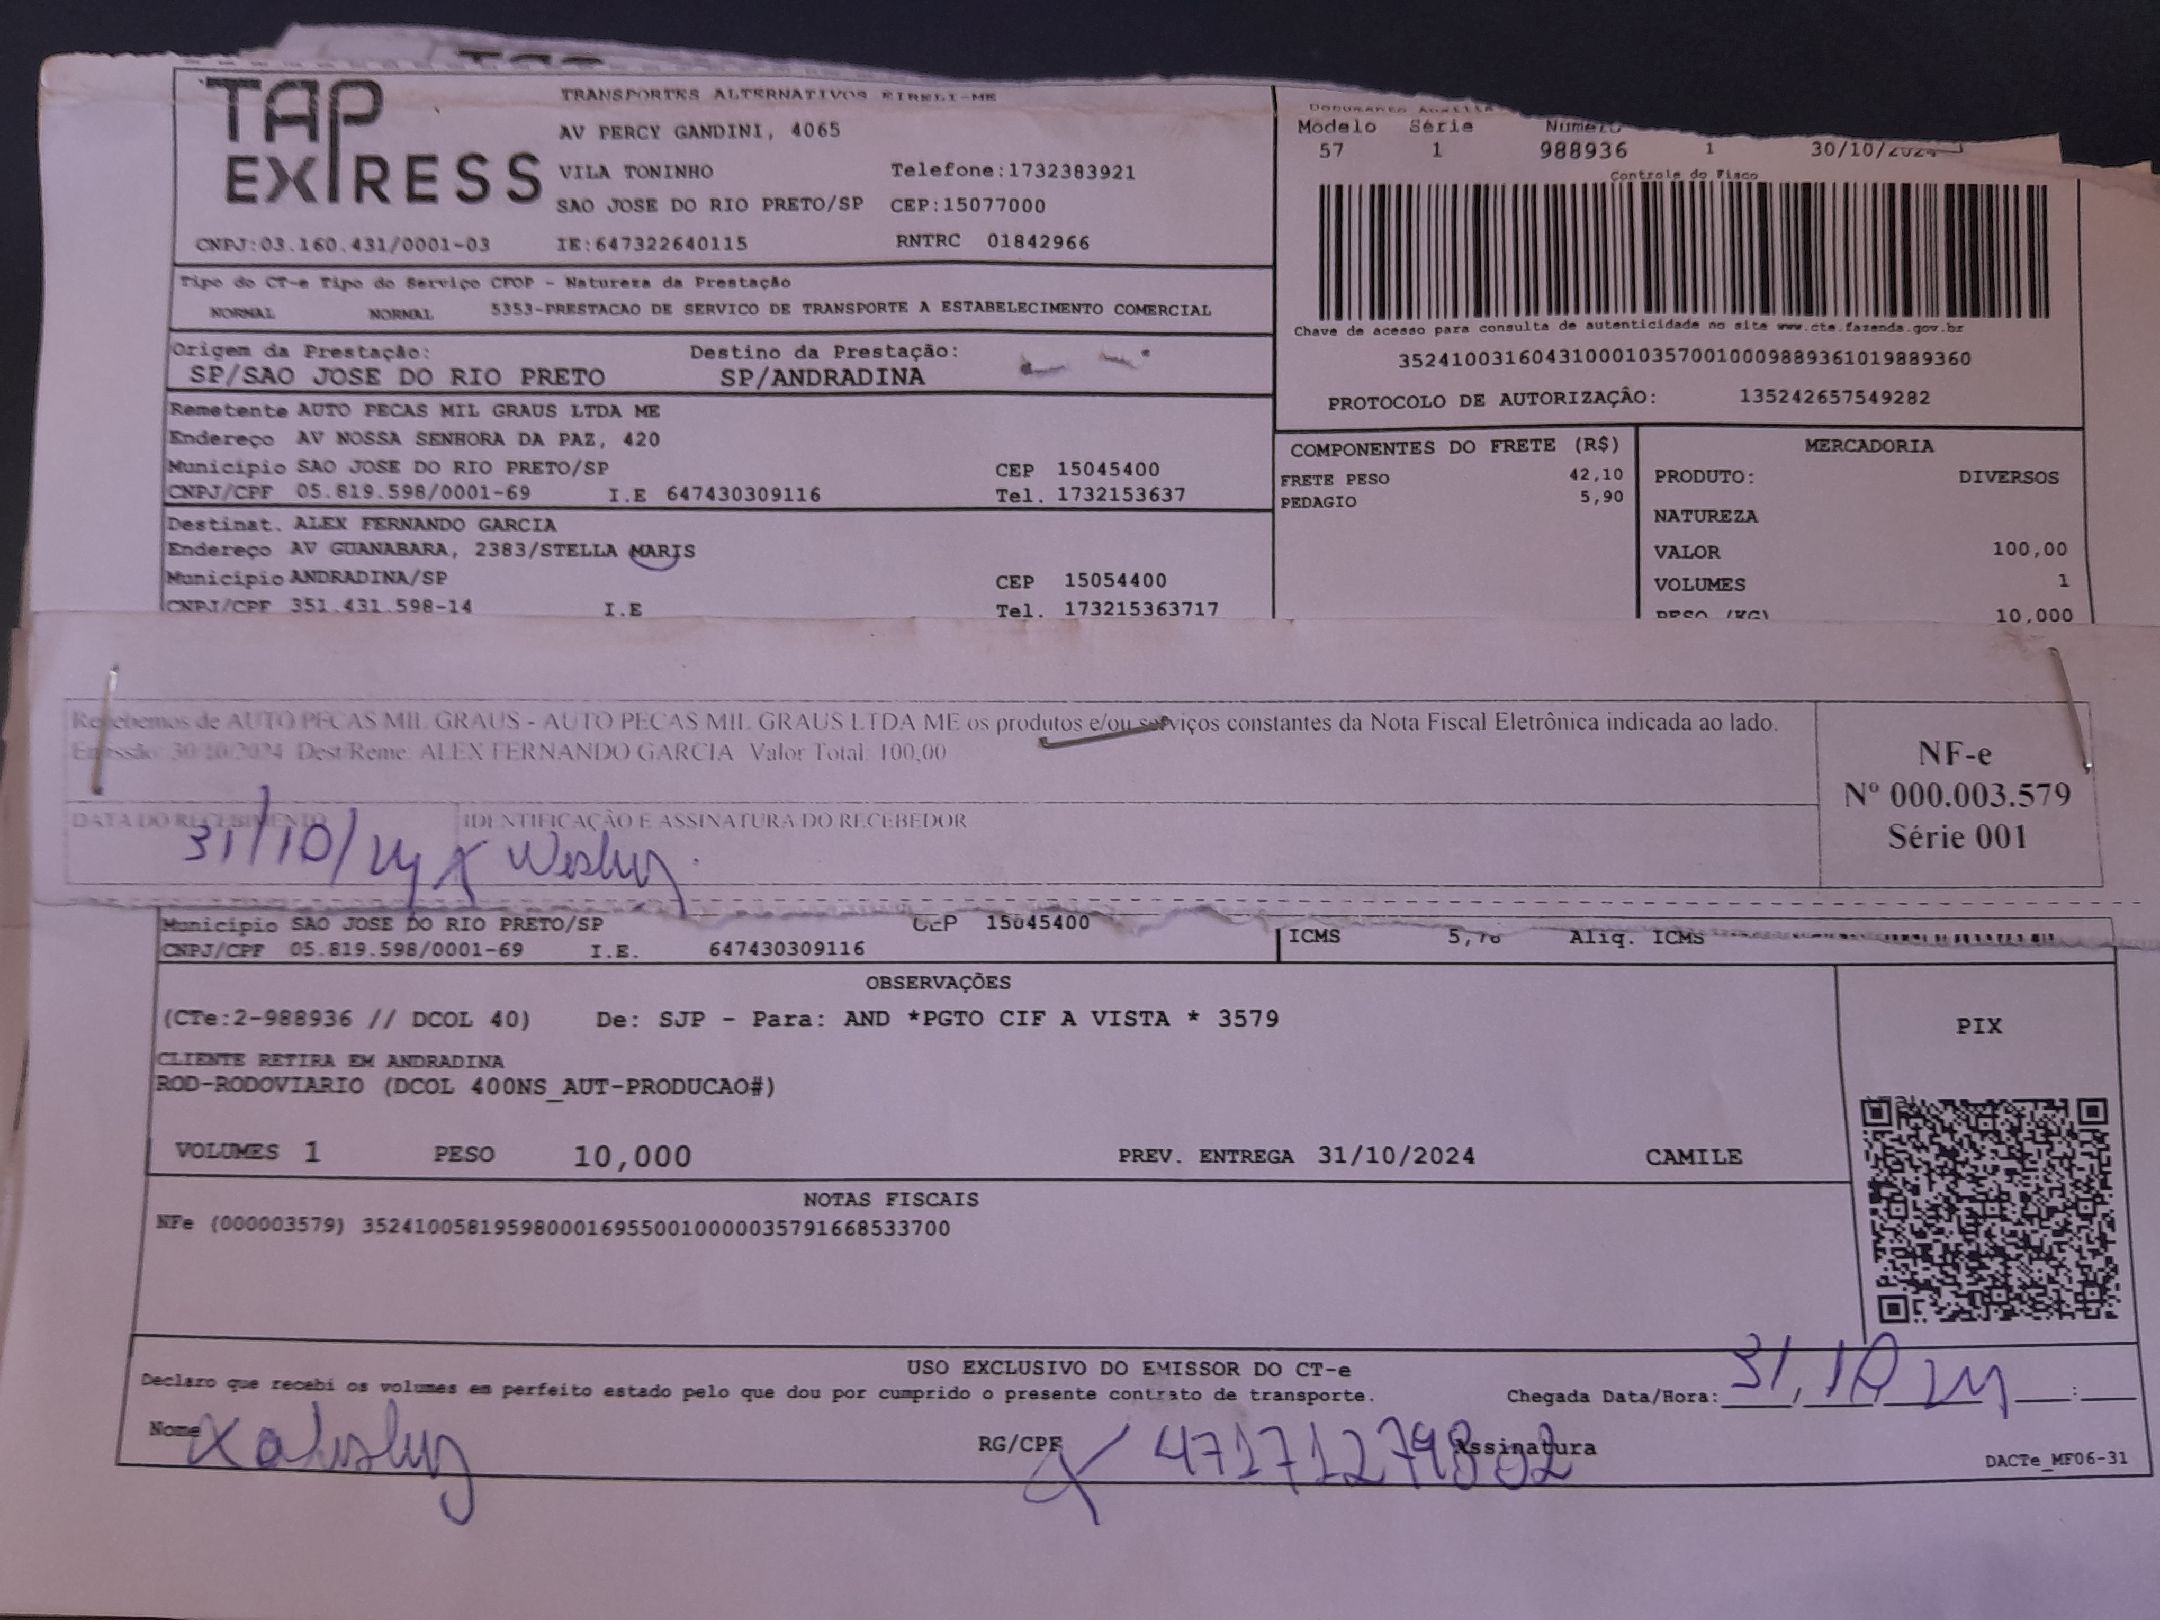 TAP EXPRESS
TRANSPORTES ALTERNATIVOS EIRELI-ME
AV PERCY GANDINI, 4065
VILA TONINHO Telefone:1732383921
SAO JOSE DO RIO PRETO/SP CEP:15077000
CNPJ:03.160.431/0001-03 IE:647322640115 RNTRC 01842966
Modelo Série Número
57 1 988936 1 30/10/2024
Controle do Fisco
Chave de acesso para consulta de autenticidade no site www.cte.fazenda.gov.br
35241003160431000103570010009889361019889360
PROTOCOLO DE AUTORIZAÇÂO: 135242657549282
Tipo do CT-e Tipo do Serviço CFOP - Natureza da Prestação
NORMAL NORMAL 5353-PRESTACAO DE SERVICO DE TRANSPORTE A ESTABELECIMENTO COMERCIAL
Origem da Prestação: Destino da Prestação:
SP/SAO JOSE DO RIO PRETO SP/ANDRADINA
Remetente AUTO PECAS MIL GRAUS LTDA ME
Endereço AV NOSSA SENHORA DA PAZ, 420
Município SAO JOSE DO RIO PRETO/SP CEP 15045400
CNPJ/CPF 05.819.598/0001-69 I.E 647430309116 Tel. 1732153637
Destinat. ALEX FERNANDO GARCIA
Endereço AV GUANABARA, 2383/STELLA MARIS
Município ANDRADINA/SP CEP 15054400
CNPJ/CPF 351.431.598-14 I.E Tel. 173215363717
COMPONENTES DO FRETE (R$)
FRETE PESO 42,10
PEDAGIO 5,90
MERCADORIA
PRODUTO: DIVERSOS
NATUREZA
VALOR 100,00
VOLUMES 1
PESO (KG) 10,000
Recebemos de AUTO PECAS MIL GRAUS - AUTO PECAS MIL GRAUS LTDA ME os produtos e/ou serviços constantes da Nota Fiscal Eletrônica indicada ao lado.
Emissão: 30/10/2024 Dest/Reme: ALEX FERNANDO GARCIA Valor Total: 100,00
DATA DO RECEBIMENTO IDENTIFICAÇÃO E ASSINATURA DO RECEBEDOR
31/10/24 x Wesley
NF-e
Nº 000.003.579
Série 001
Município SAO JOSE DO RIO PRETO/SP CEP 15045400
CNPJ/CPF 05.819.598/0001-69 I.E. 647430309116
ICMS Aliq. ICMS
OBSERVAÇÕES
(CTe:2-988936 // DCOL 40) De: SJP - Para: AND *PGTO CIF A VISTA * 3579
CLIENTE RETIRA EM ANDRADINA
ROD-RODOVIARIO (DCOL 400NS_AUT-PRODUCAO#)
VOLUMES 1 PESO 10,000 PREV. ENTREGA 31/10/2024 CAMILE
PIX
NOTAS FISCAIS
NFe (000003579) 35241005819598000169550010000035791668533700
USO EXCLUSIVO DO EMISSOR DO CT-e
Declaro que recebi os volumes em perfeito estado pelo que dou por cumprido o presente contrato de transporte. Chegada Data/Hora: 31/10/24 :
Nome x RG/CPF x 47171279802 Assinatura
DACTe_MF06-31